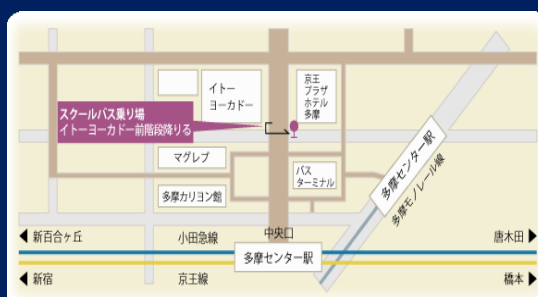 イトー
ヨーカドー
京王
プラザ
ホテル
多摩
スクールバス乗り場
イトーヨーカドー前階段降りる
マグレブ
バス
ターミナル
多摩カリヨン館
多摩センター駅
多摩モノレール線
新百合ヶ丘
小田急線
中央口
唐木田
多摩センター駅
新宿
京王線
橋本